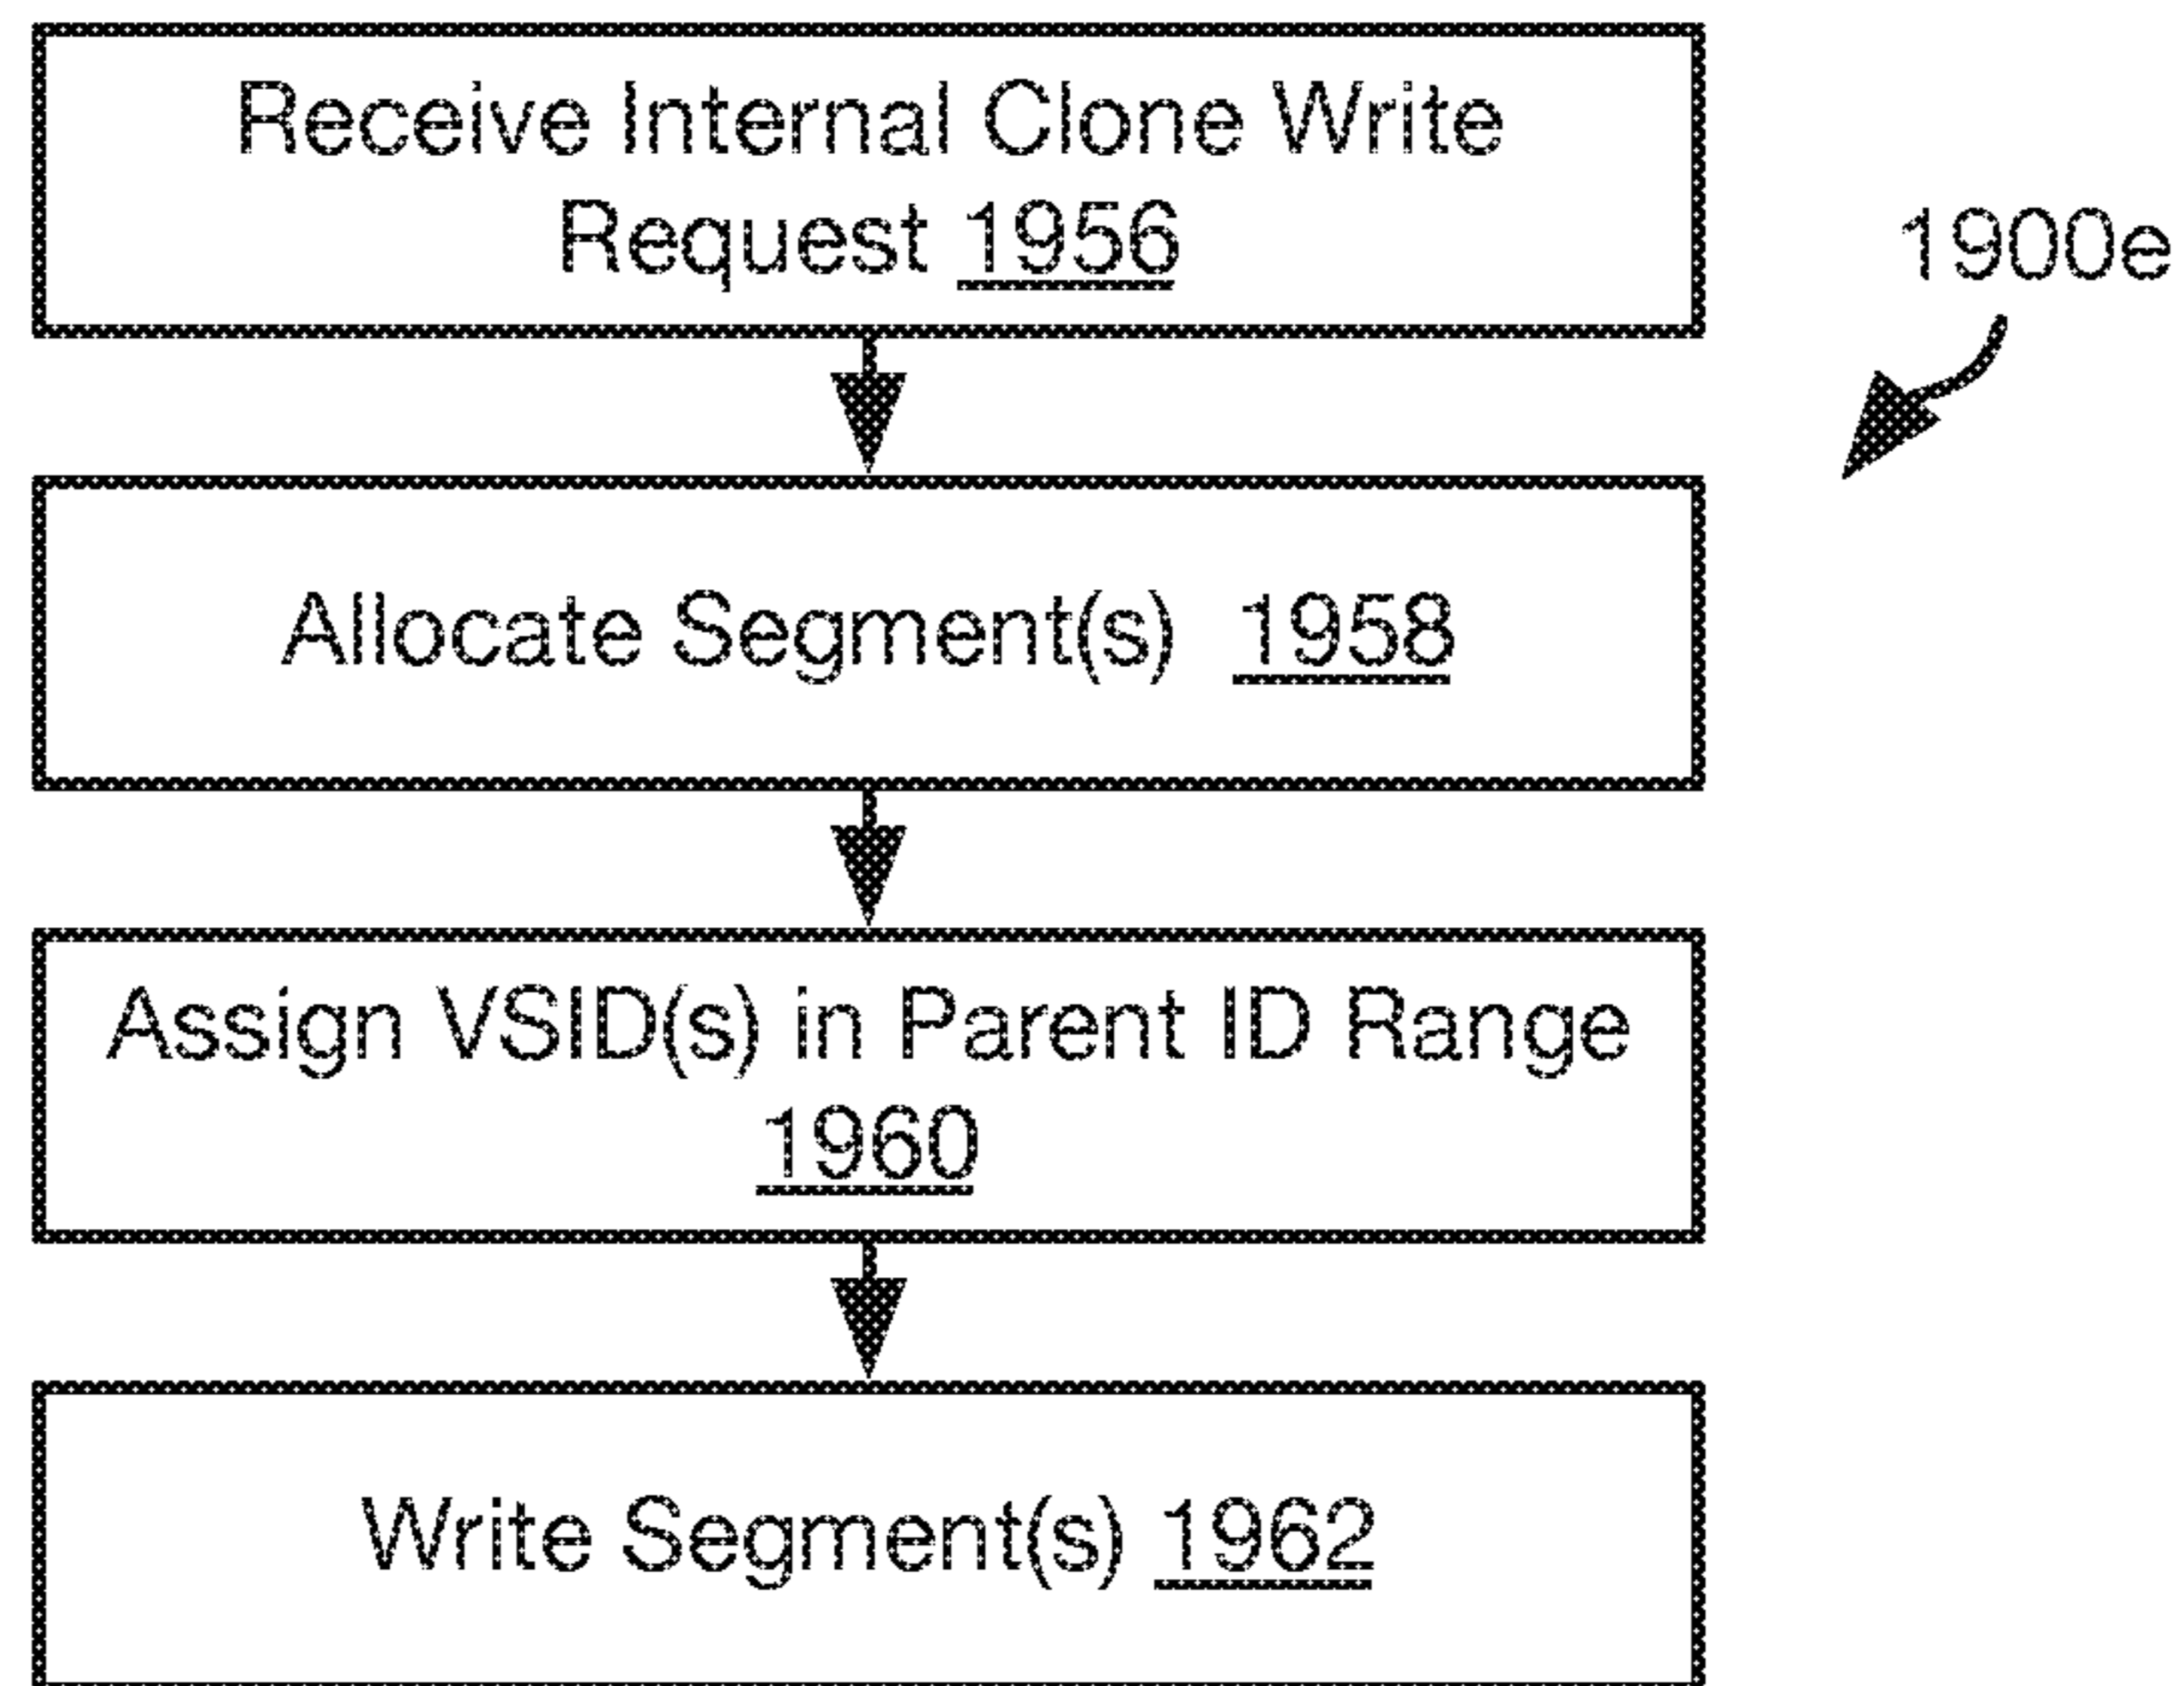 Receive Internal Clone Write
Request 1956
1900e
Allocate Segment(s) 1958
Assign VSID(s) in Parent ID Range
1960
Write Segment(s) 1962